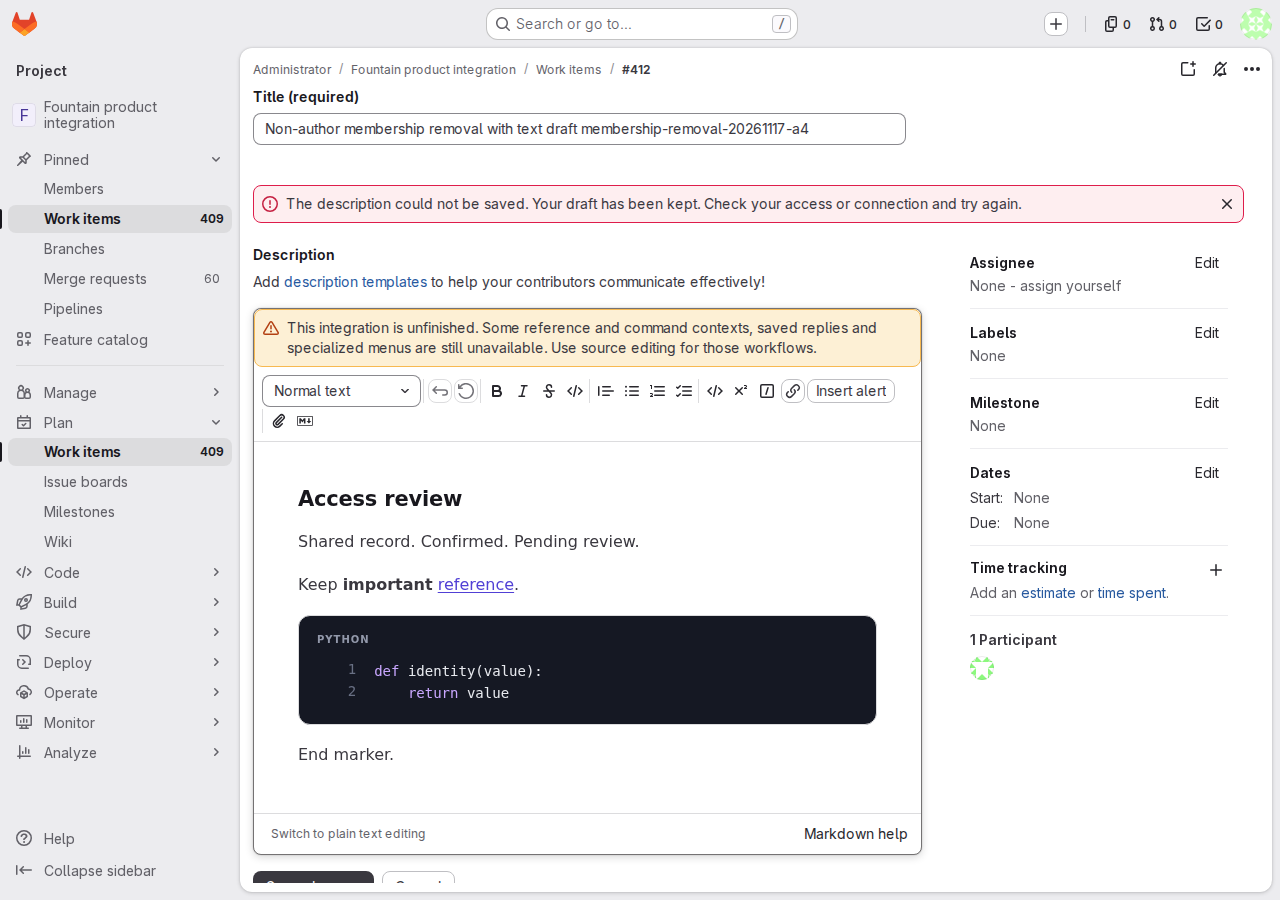 Search or go to...
/
0
0
0
Project
F
Fountain product integration
Pinned
Members
Work items
409
Branches
Merge requests
60
Pipelines
Feature catalog
Manage
Plan
Work items
409
Issue boards
Milestones
Wiki
Code
Build
Secure
Deploy
Operate
Monitor
Analyze
Help
Collapse sidebar
Administrator / Fountain product integration / Work items / #412
Title (required)
Non-author membership removal with text draft membership-removal-20261117-a4
The description could not be saved. Your draft has been kept. Check your access or connection and try again.
Description
Add description templates to help your contributors communicate effectively!
This integration is unfinished. Some reference and command contexts, saved replies and
specialized menus are still unavailable. Use source editing for those workflows.
Normal text
Insert alert
Access review
Shared record. Confirmed. Pending review.
Keep important reference.
PYTHON
1 def identity(value):
2 return value
End marker.
Switch to plain text editing
Markdown help
Assignee
Edit
None - assign yourself
Labels
Edit
None
Milestone
Edit
None
Dates
Edit
Start: None
Due: None
Time tracking
Add an estimate or time spent.
1 Participant